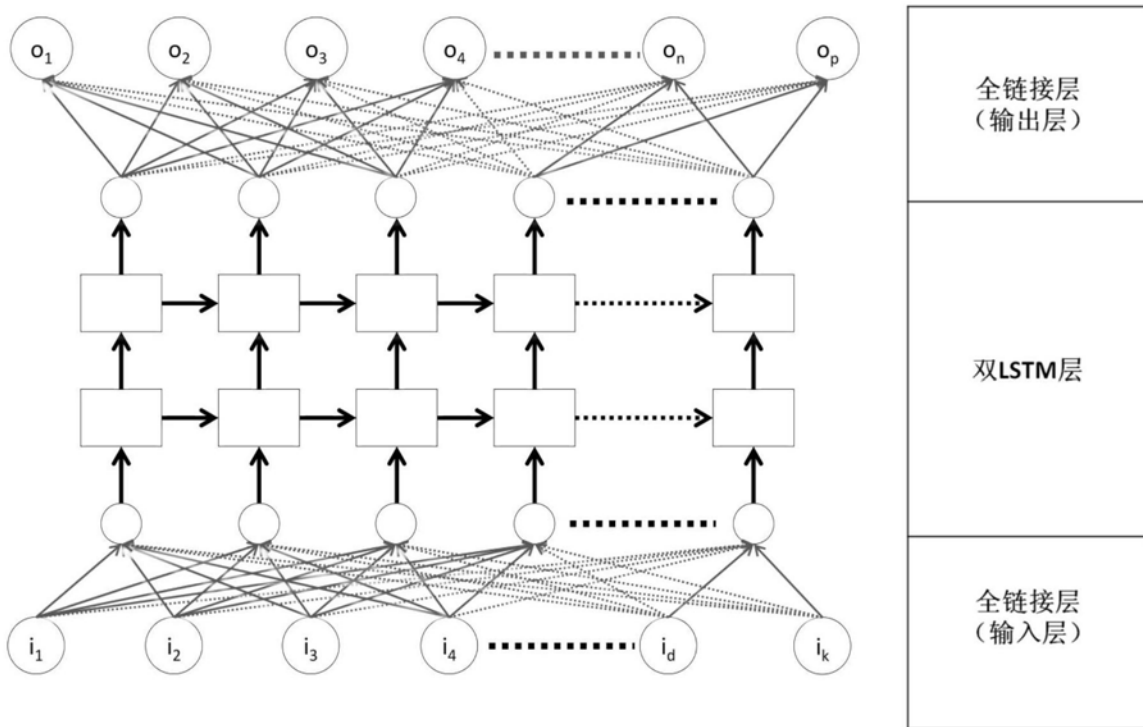 o1 o2 o3 o4 on op
全链接层
（输出层）
双LSTM层
全链接层
（输入层）
i1 i2 i3 i4 id ik